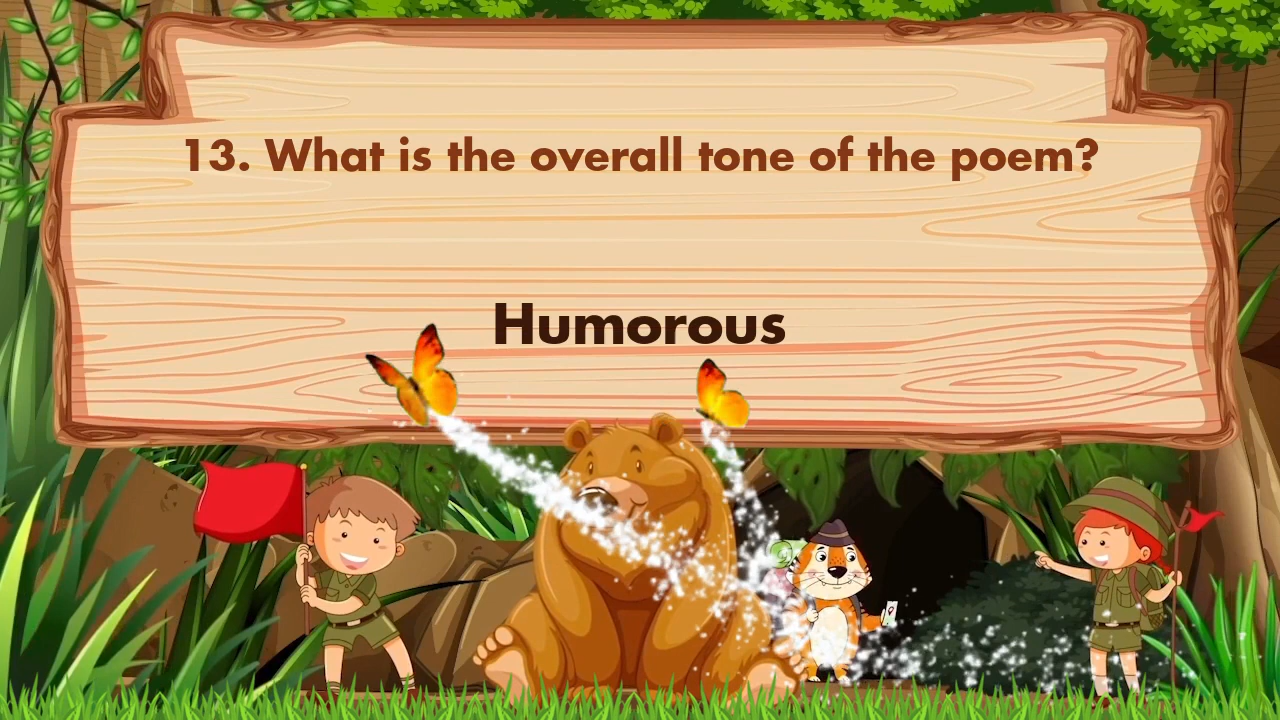 13. What is the overall tone of the poem?
Humorous